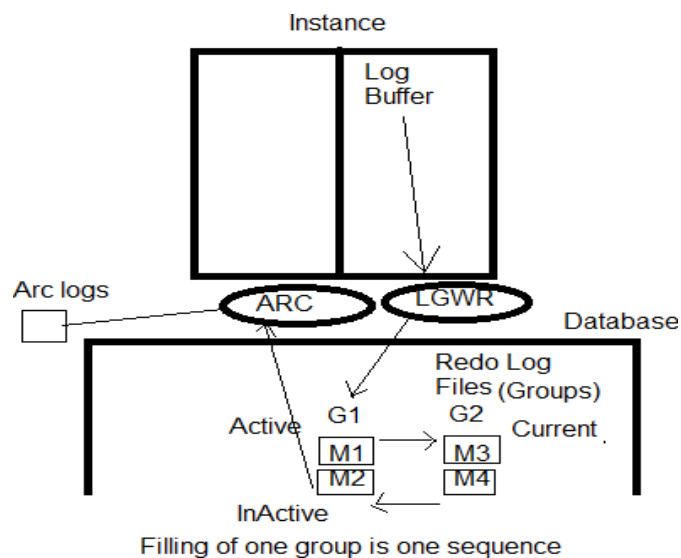 Instance
Log
Buffer
Arc logs
ARC
LGWR
Database
Redo Log
Files (Groups)
G1
G2
Active
Current .
M1
M3
M2
M4
InActive
Filling of one group is one sequence